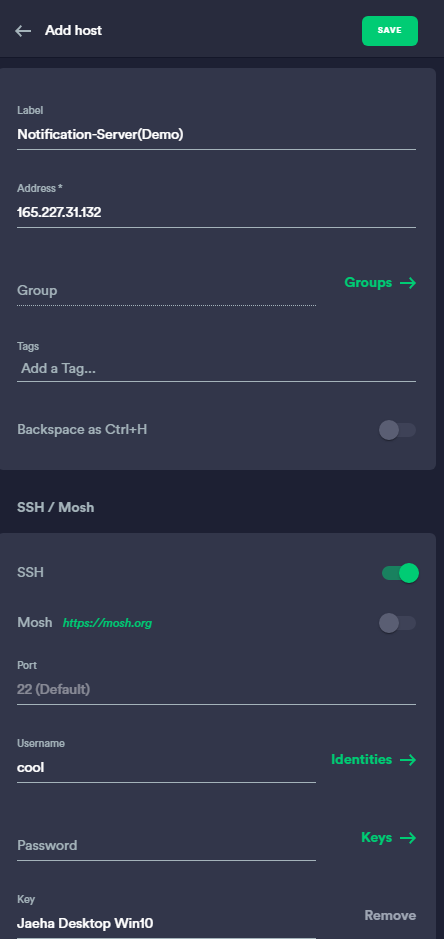 Add host
SAVE
Label
Notification-Server(Demo)
Address *
165.227.31.132
Group
Groups
Tags
Add a Tag...
Backspace as Ctrl+H
SSH / Mosh
SSH
Mosh https://mosh.org
Port
22 (Default)
Username
cool
Identities
Password
Keys
Key
Jaeha Desktop Win10
Remove